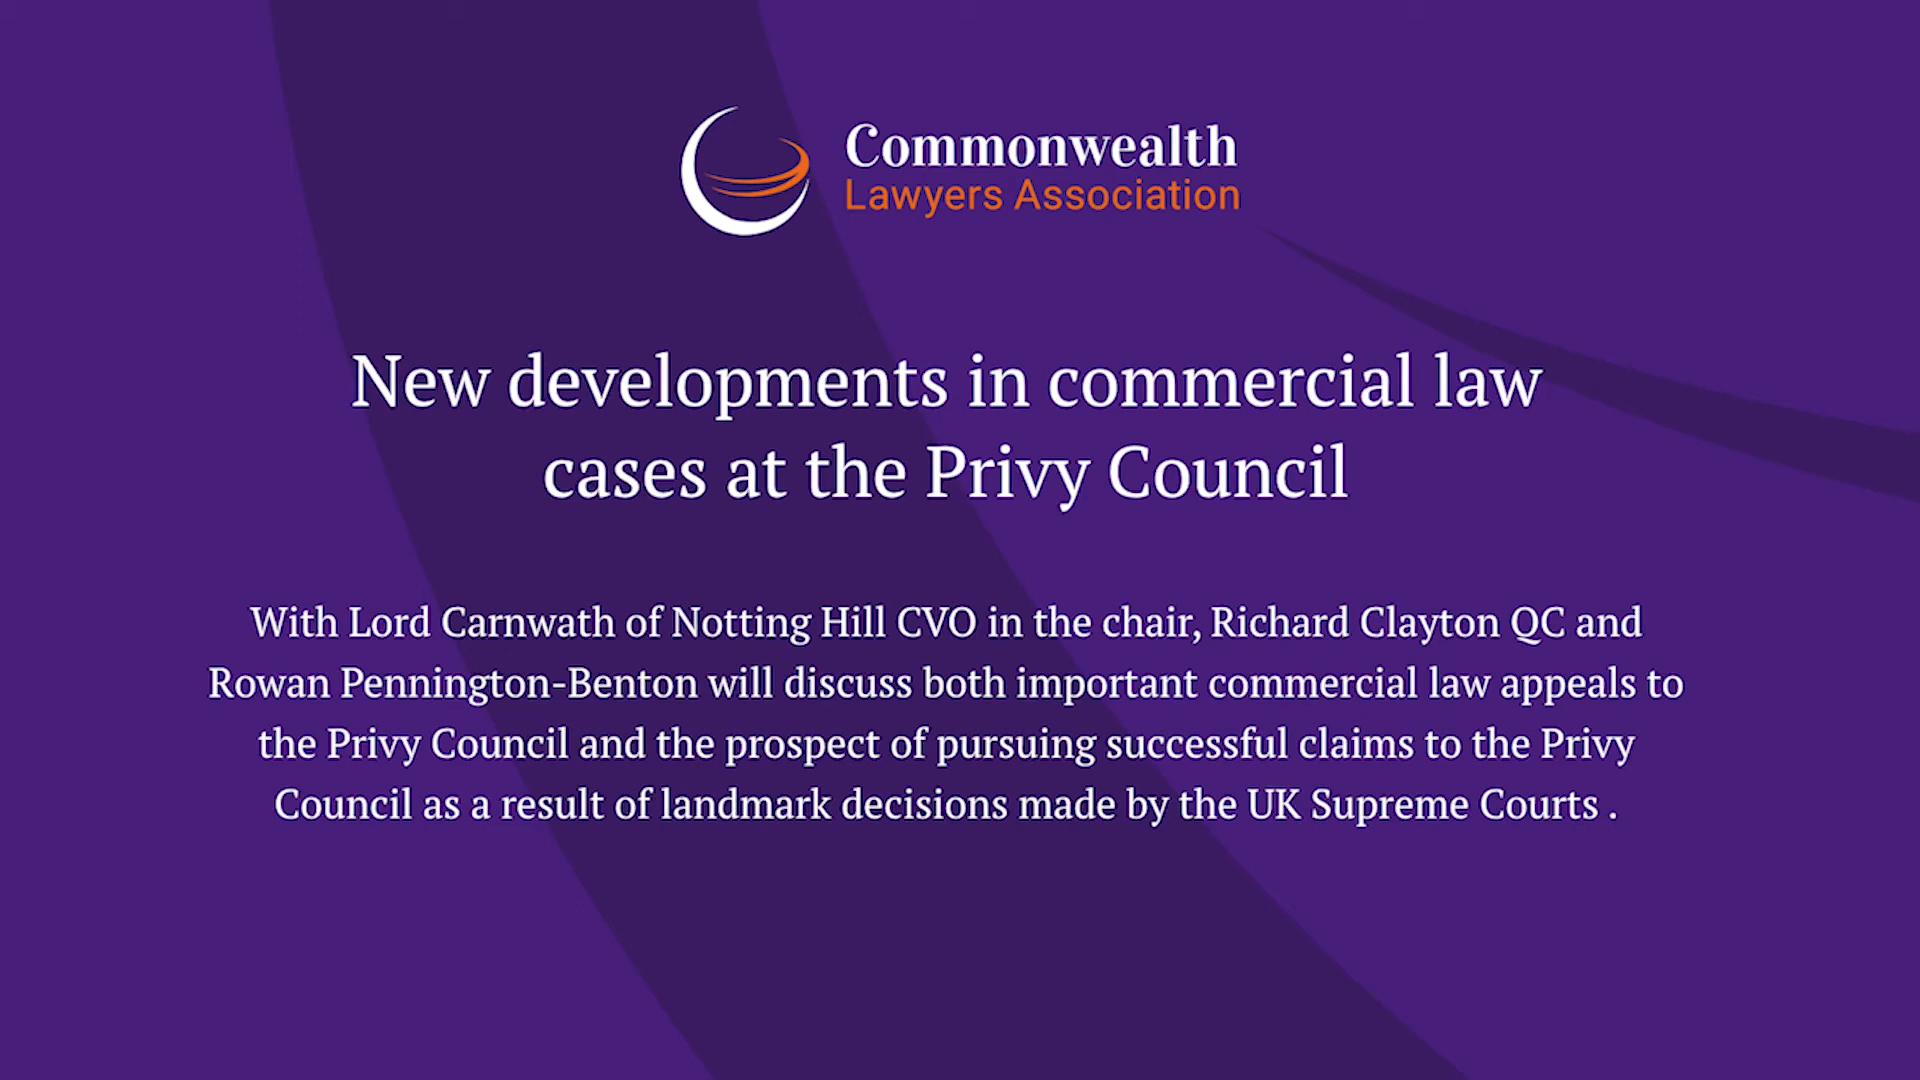 Commonwealth
Lawyers Association
New developments in commercial law
cases at the Privy Council
With Lord Carnwath of Notting Hill CVO in the chair, Richard Clayton QC and
Rowan Pennington-Benton will discuss both important commercial law appeals to
the Privy Council and the prospect of pursuing successful claims to the Privy
Council as a result of landmark decisions made by the UK Supreme Courts .